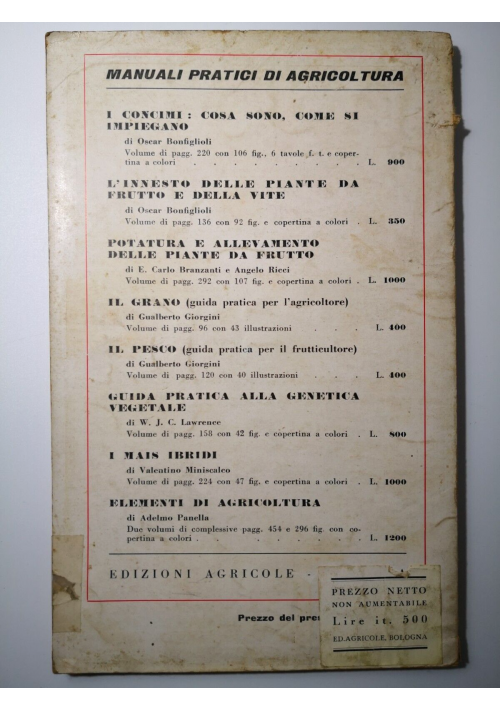 MANUALI PRATICI DI AGRICOLTURA
I CONCIMI: COSA SONO, COME SI
IMPIEGANO
di Oscar Bonfiglioli
Volume di pagg. 220 con 106 fig., 6 tavole f. t. e coper-
tina a colori . . . . . . . . L. 900
L'INNESTO DELLE PIANTE DA
FRUTTO E DELLA VITE
di Oscar Bonfiglioli
Volume di pagg. 136 con 92 fig. e copertina a colori . L. 350
POTATURA E ALLEVAMENTO
DELLE PIANTE DA FRUTTO
di E. Carlo Branzanti e Angelo Ricci
Volume di pagg. 292 con 107 fig. e copertina a colori . L. 1000
IL GRANO (guida pratica per l'agricoltore)
di Gualberto Giorgini
Volume di pagg. 96 con 43 illustrazioni . . . L. 400
IL PESCO (guida pratica per il frutticultore)
di Gualberto Giorgini
Volume di pagg. 120 con 40 illustrazioni . . . L. 400
GUIDA PRATICA ALLA GENETICA
VEGETALE
di W. J. C. Lawrence
Volume di pagg. 158 con 42 fig. e copertina a colori . L. 800
I MAIS IBRIDI
di Valentino Miniscalco
Volume di pagg. 224 con 47 fig. e copertina a colori . L. 1000
ELEMENTI DI AGRICOLTURA
di Adelmo Panella
Due volumi di complessive pagg. 454 e 296 fig. con co-
pertina a colori . . . . . . . L. 1200
EDIZIONI AGRICOLE -
Prezzo del pres
PREZZO NETTO
NON AUMENTABILE
Lire it. 500
ED.AGRICOLE, BOLOGNA